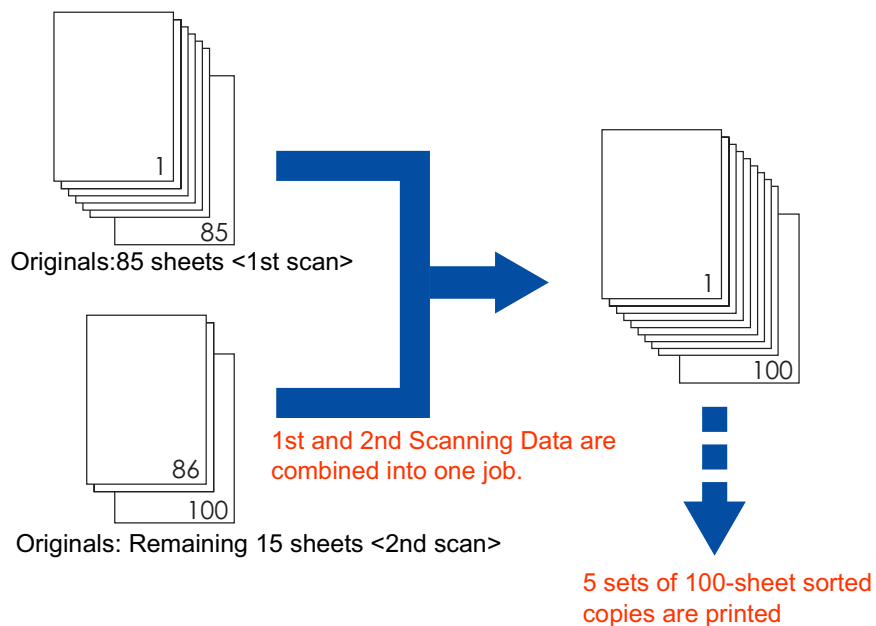 1
85
Originals:85 sheets <1st scan>
86
100
Originals: Remaining 15 sheets <2nd scan>
1st and 2nd Scanning Data are
combined into one job.
1
100
5 sets of 100-sheet sorted
copies are printed